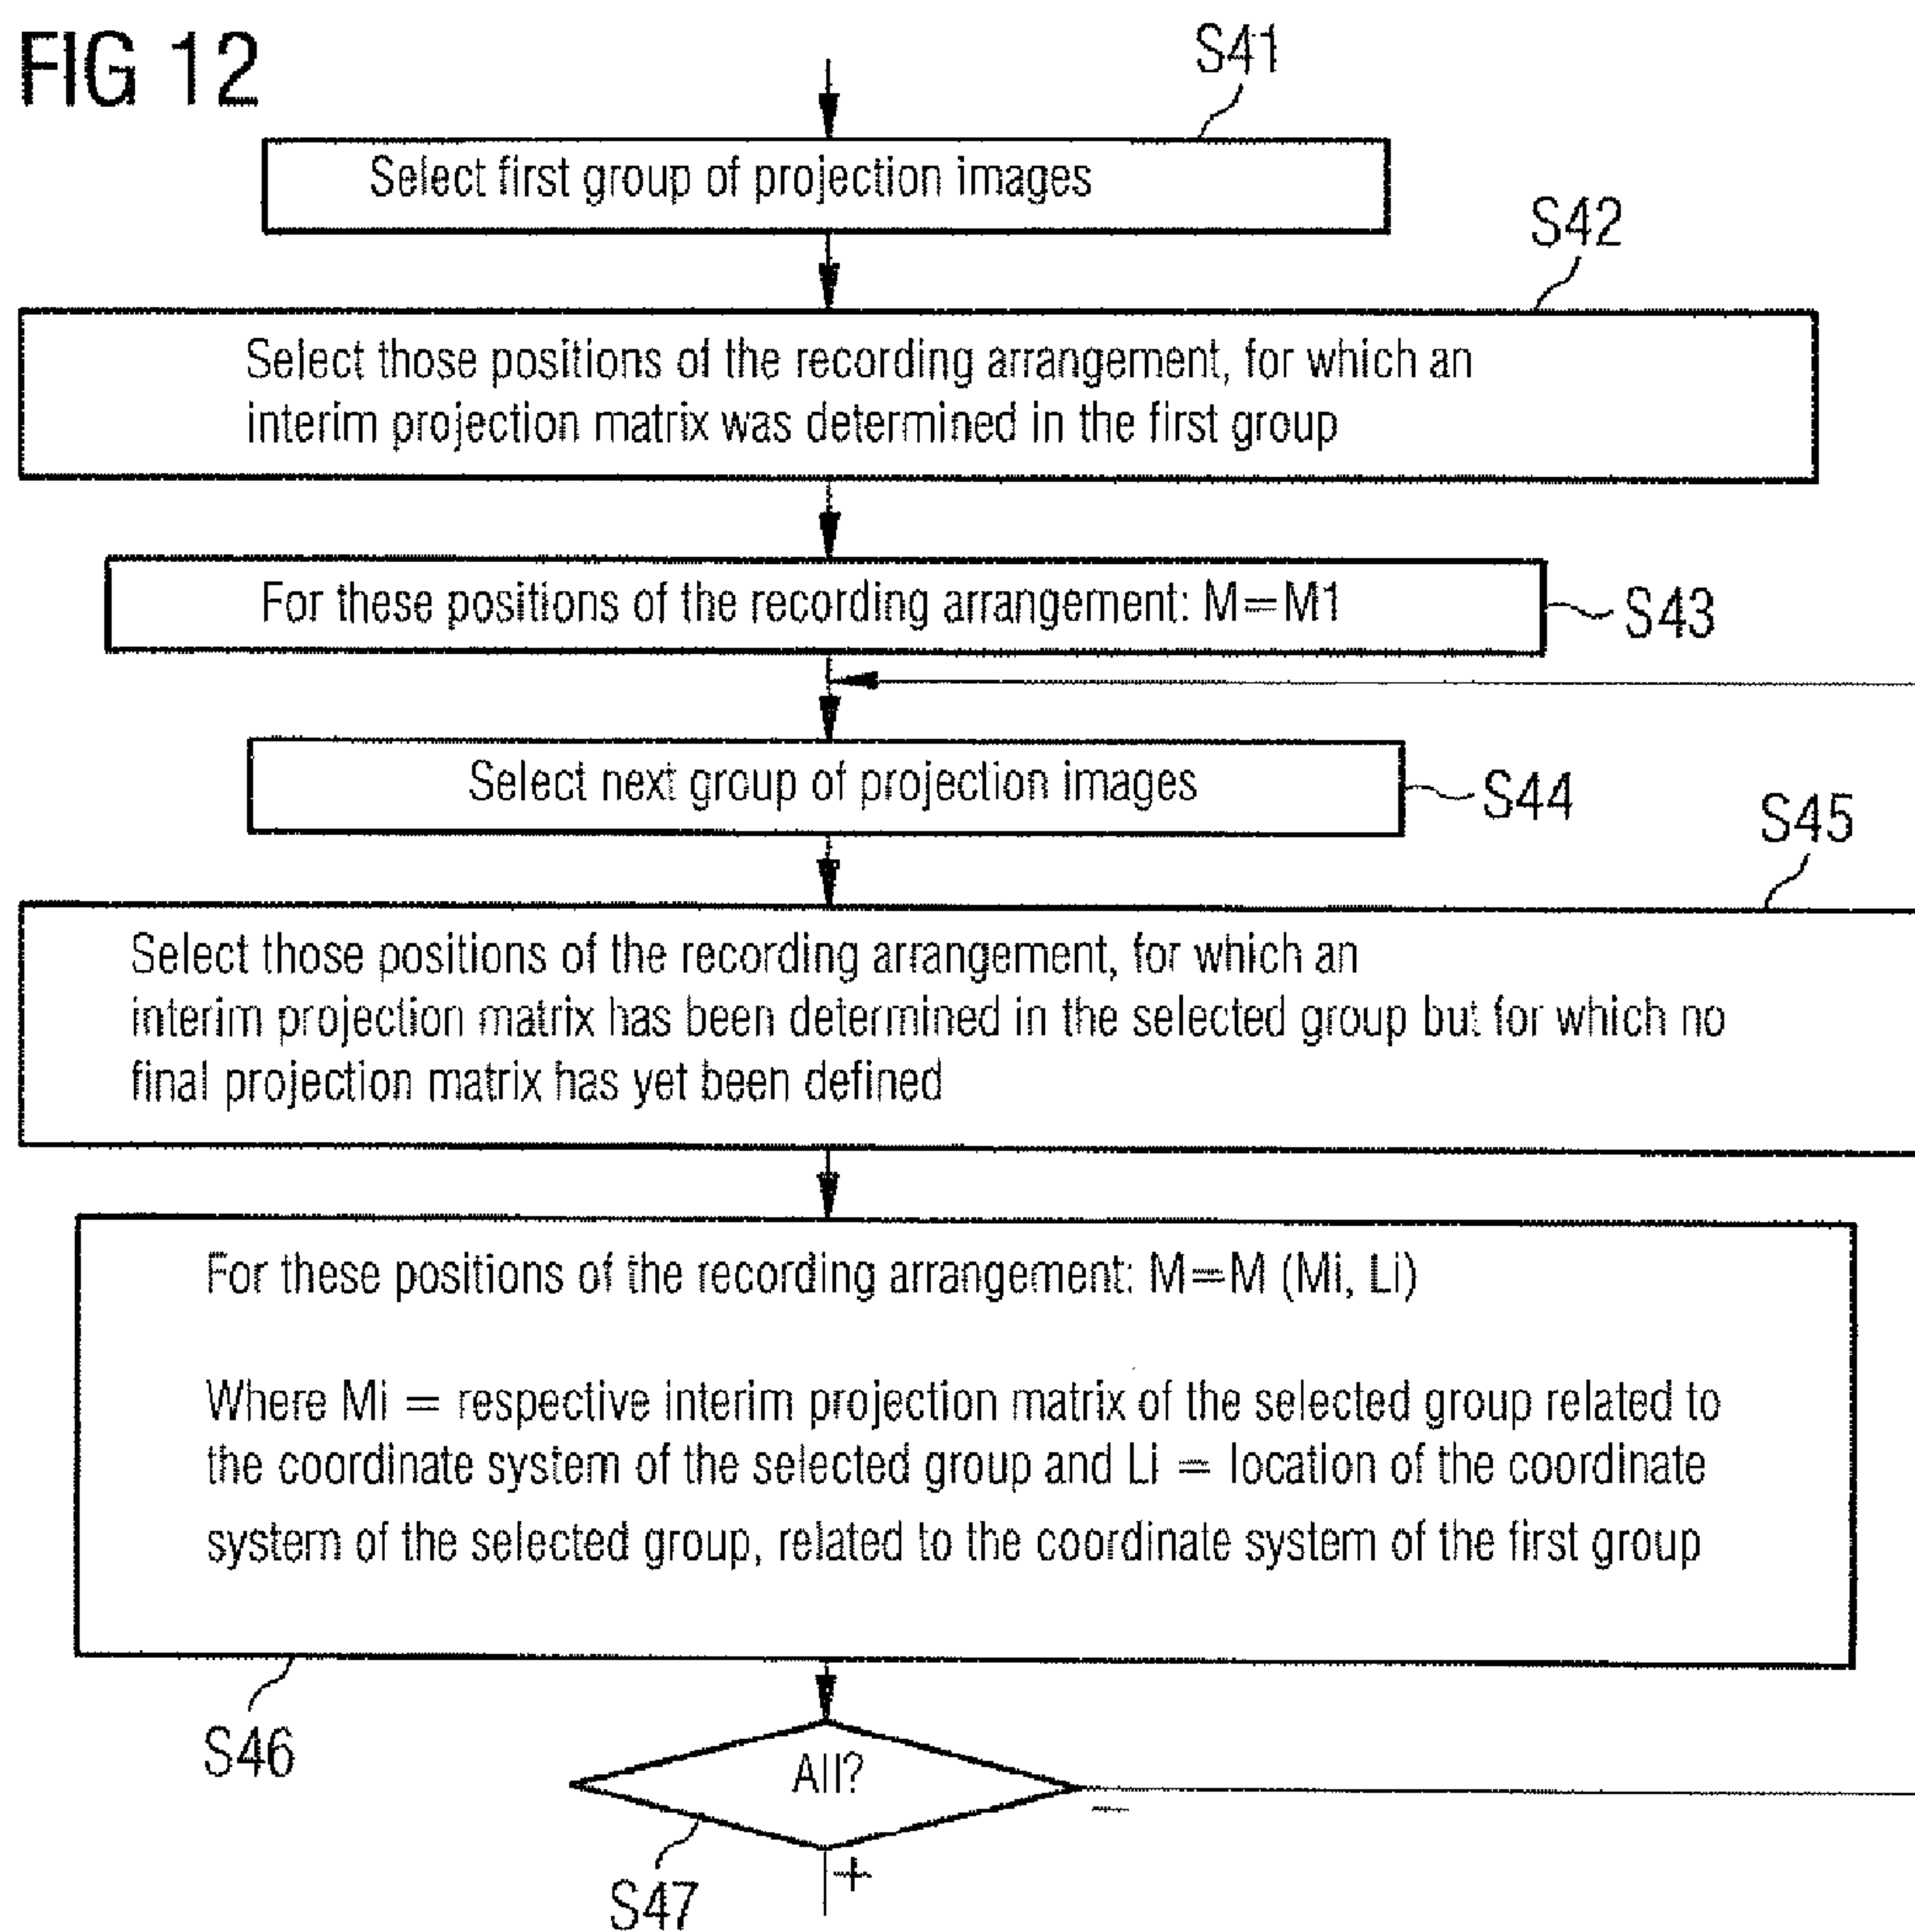 FIG 12
S41
Select first group of projection images
S42
Select those positions of the recording arrangement, for which an
interim projection matrix was determined in the first group
For these positions of the recording arrangement: M=M1
S43
Select next group of projection images
S44
S45
Select those positions of the recording arrangement, for which an
interim projection matrix has been determined in the selected group but for which no
final projection matrix has yet been defined
For these positions of the recording arrangement: M=M (Mi, Li)
Where Mi = respective interim projection matrix of the selected group related to
the coordinate system of the selected group and Li = location of the coordinate
system of the selected group, related to the coordinate system of the first group
S46
All?
–
+
S47